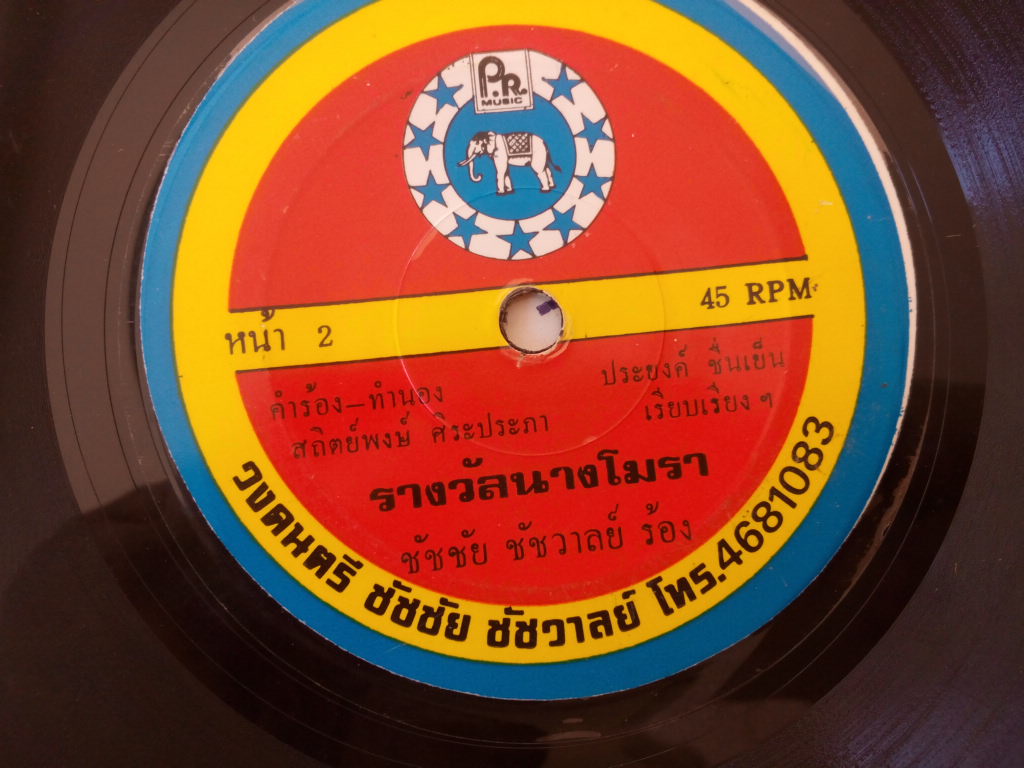 P.R.
MUSIC
หน้า 2
45 RPM
คำร้อง-ทำนอง
สถิตย์พงษ์ ศิระประภา
ประยงค์ ชื่นเย็น
เรียบเรียง ฯ
รางวัลนางโมรา
ชัชชัย ชัชวาลย์ ร้อง
วงดนตรี ชัชชัย ชัชวาลย์ โทร.4681083